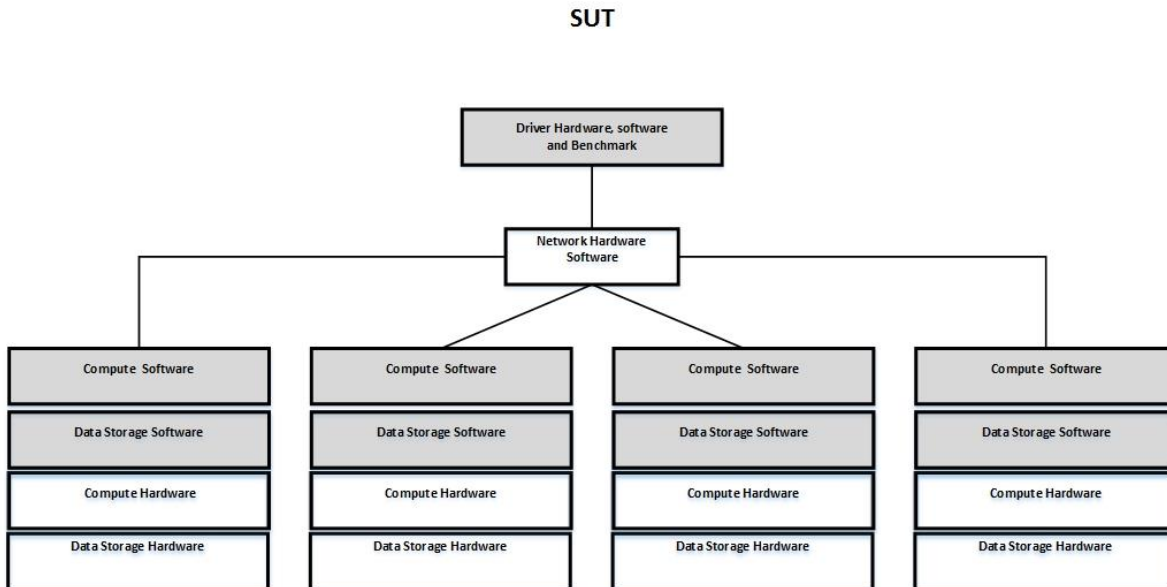 SUT
Driver Hardware, software
and Benchmark
Network Hardware
Software
Compute Software
Compute Software
Compute Software
Compute Software
Data Storage Software
Data Storage Software
Data Storage Software
Data Storage Software
Compute Hardware
Compute Hardware
Compute Hardware
Compute Hardware
Data Storage Hardware
Data Storage Hardware
Data Storage Hardware
Data Storage Hardware